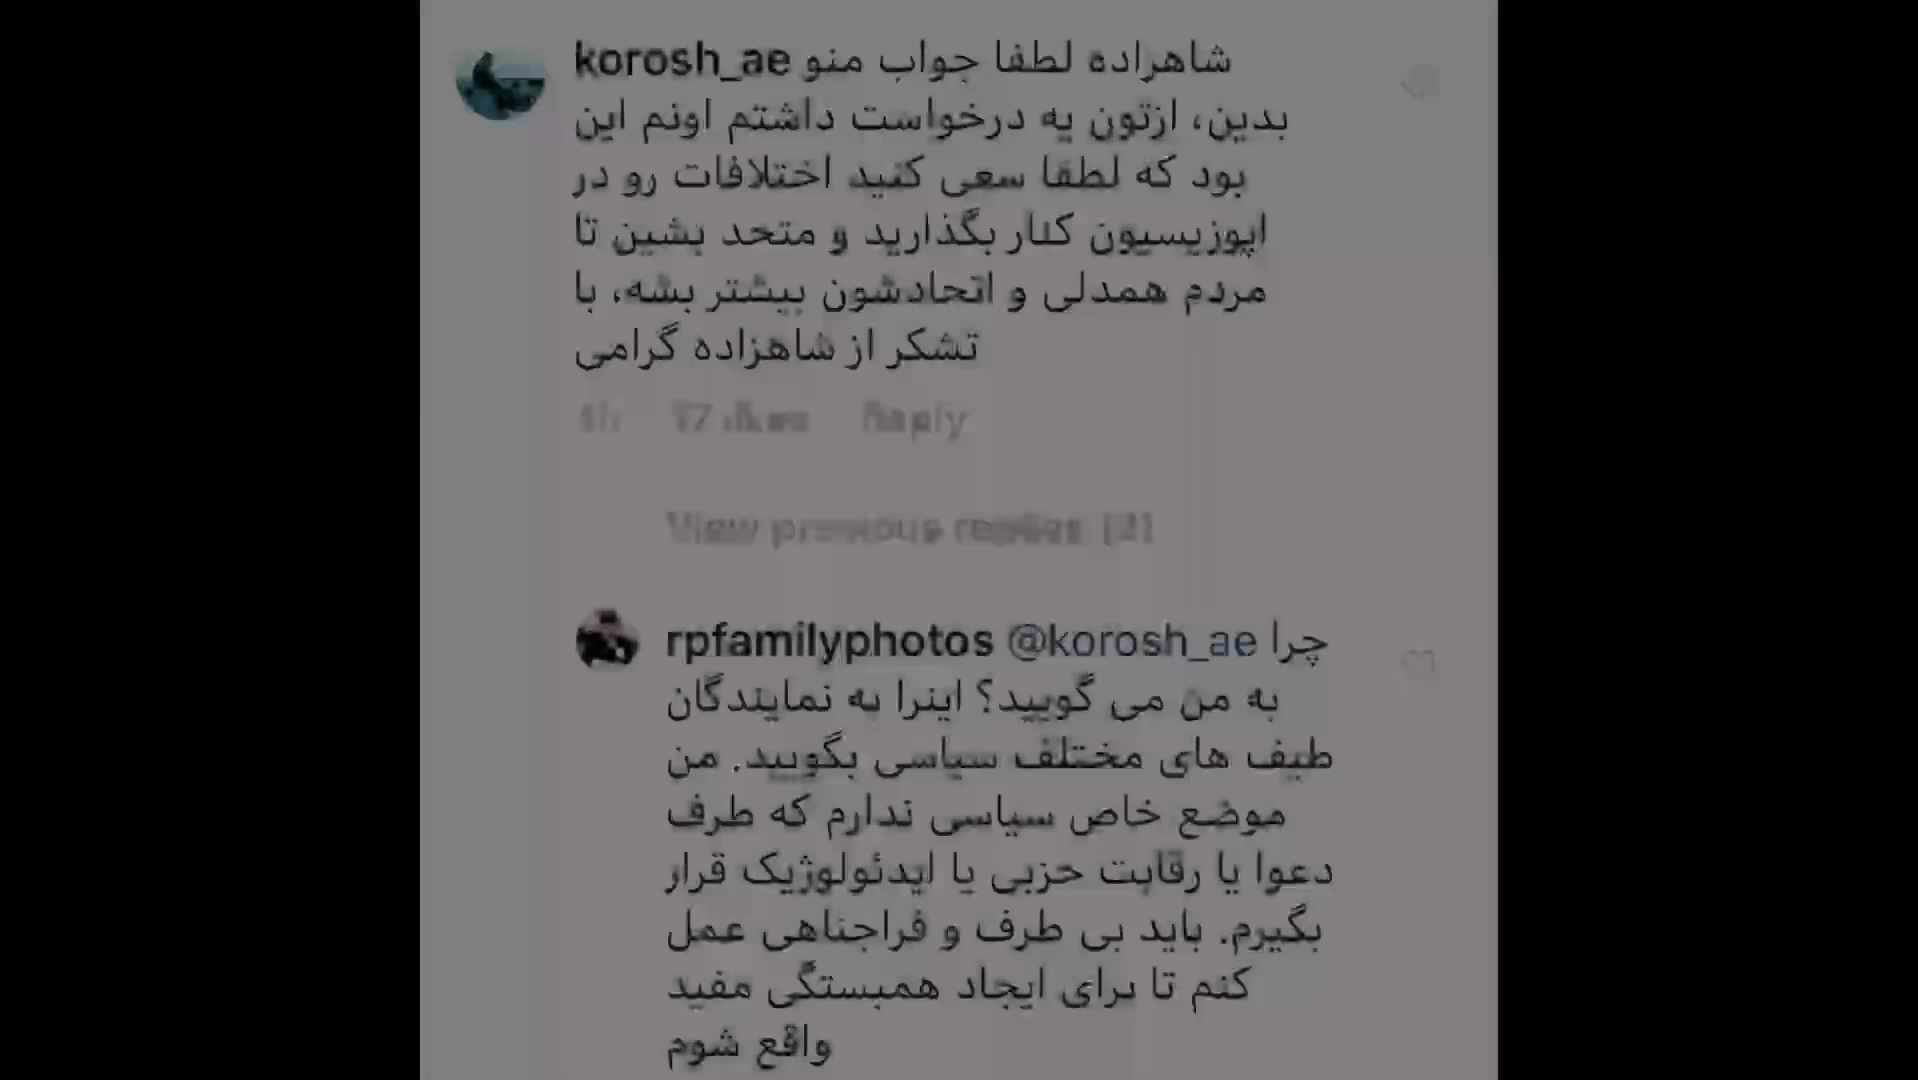 korosh_ae شاهزاده لطفا جواب منو
بدین، ازتون یه درخواست داشتم اونم این
بود که لطفا سعی کنید اختلافات رو در
اپوزیسیون کنار بگذارید و متحد بشین تا
مردم همدلی و اتحادشون بیشتر بشه، با
تشکر از شاهزاده گرامی
17 likes Reply
View previous replies (2)
rpfamilyphotos @korosh_ae چرا
به من می گویید؟ اینرا به نمایندگان
طیف های مختلف سیاسی بگویید. من
موضع خاص سیاسی ندارم که طرف
دعوا یا رقابت حزبی یا ایدئولوژیک قرار
بگیرم. باید بی طرف و فراجناهی عمل
کنم تا برای ایجاد همبستگی مفید
واقع شوم